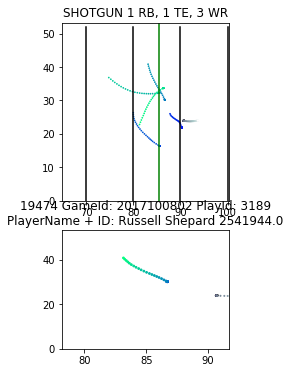 SHOTGUN 1 RB, 1 TE, 3 WR
50
40
30
20
10
0
70 80 90 100
19474 GameId: 2017100802 PlayId: 3189
PlayerName + ID: Russell Shepard 2541944.0
40
20
0
80 85 90